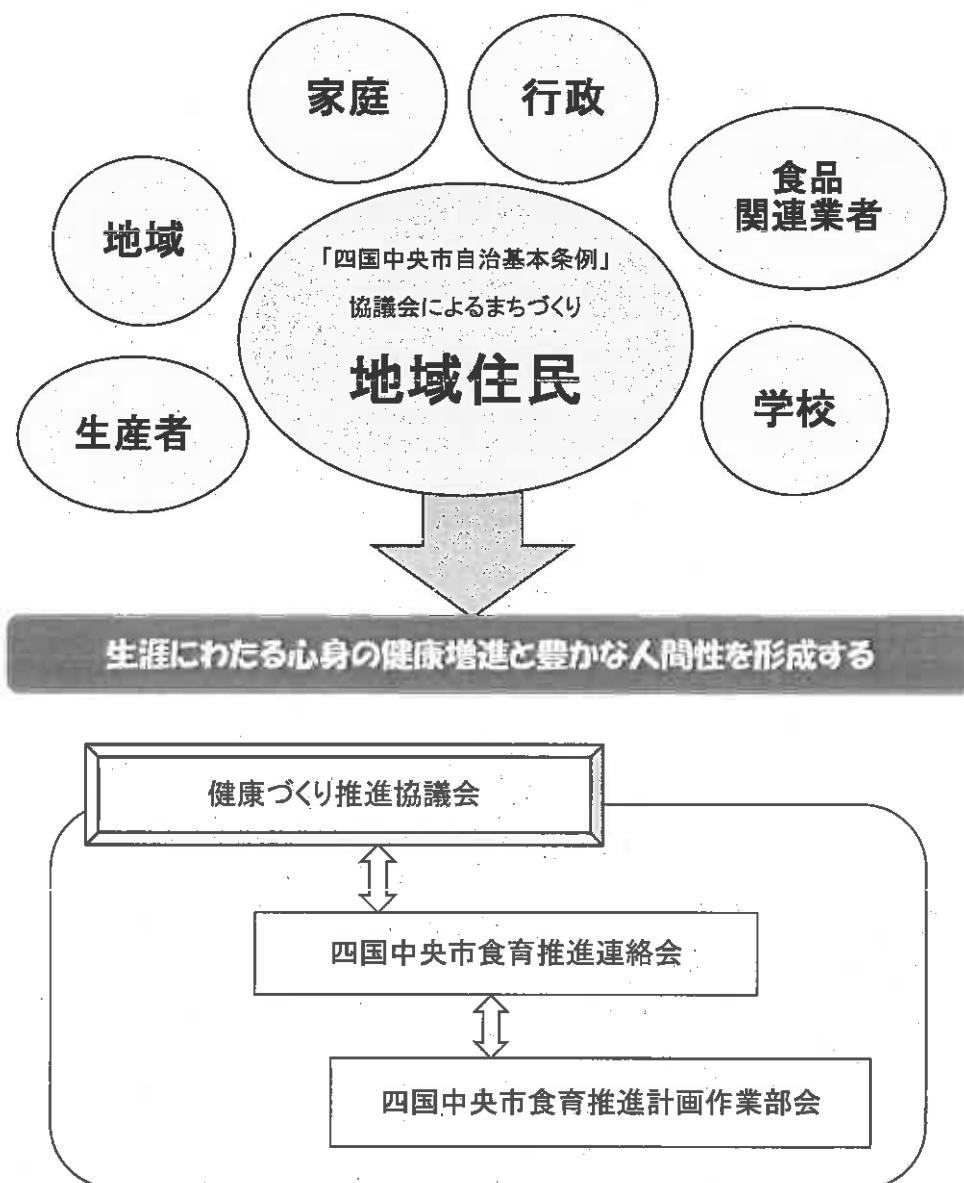 家庭
行政
食品
関連業者
地域
「四国中央市自治基本条例」
協議会によるまちづくり
地域住民
生産者
学校
生涯にわたる心身の健康増進と豊かな人間性を形成する
健康づくり推進協議会
四国中央市食育推進連絡会
四国中央市食育推進計画作業部会